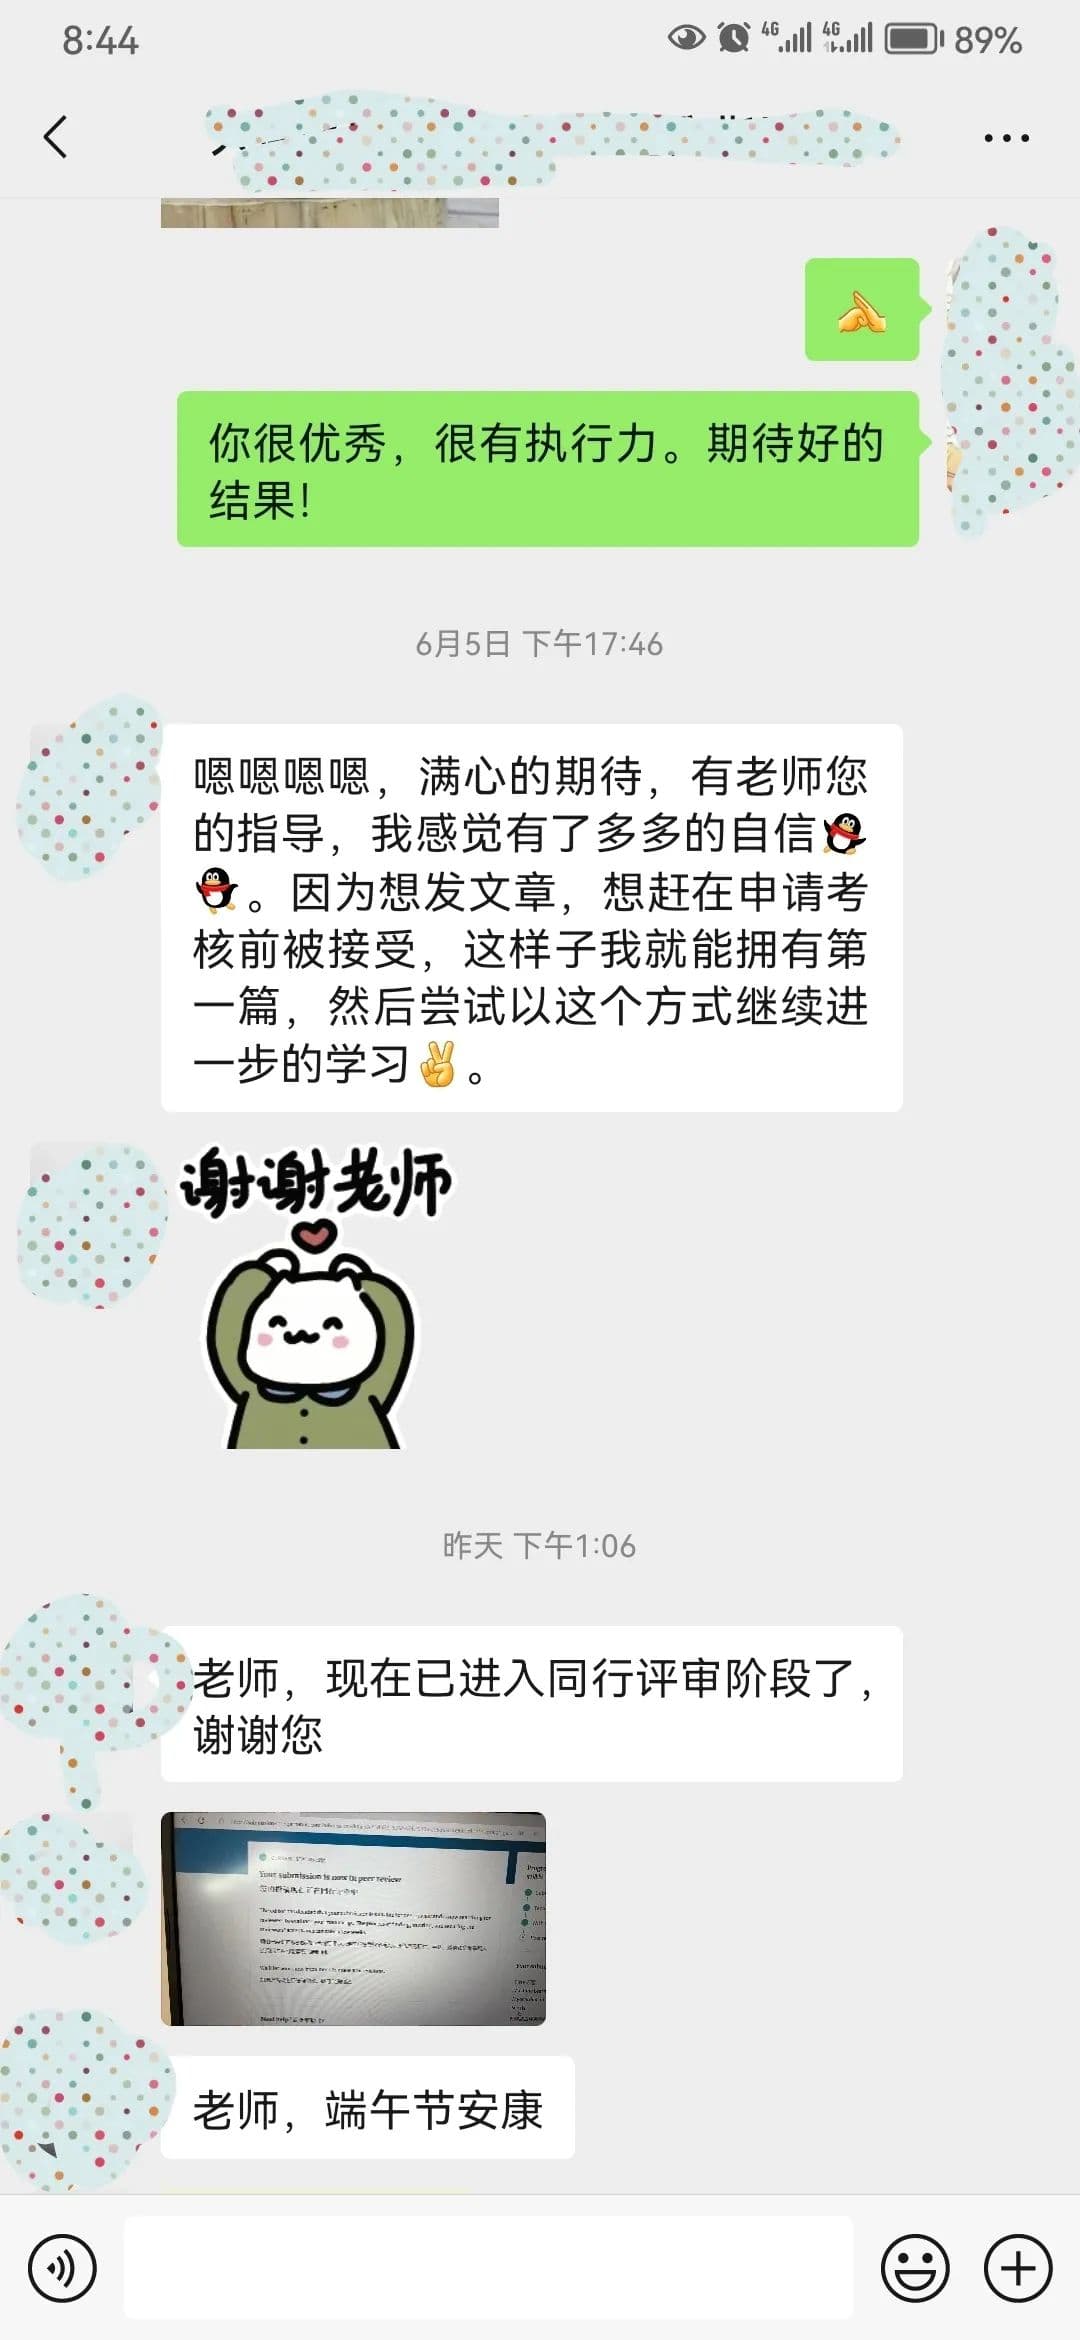 8:44
4G 4G 89%
你很优秀，很有执行力。期待好的
结果！
6月5日 下午17:46
嗯嗯嗯嗯，满心的期待，有老师您
的指导，我感觉有了多多的自信🐧
🐧。因为想发文章，想赶在申请考
核前被接受，这样子我就能拥有第
一篇，然后尝试以这个方式继续进
一步的学习✌。
谢谢老师
昨天 下午1:06
老师，现在已进入同行评审阶段了，
谢谢您
Your submission is now in peer review
老师，端午节安康